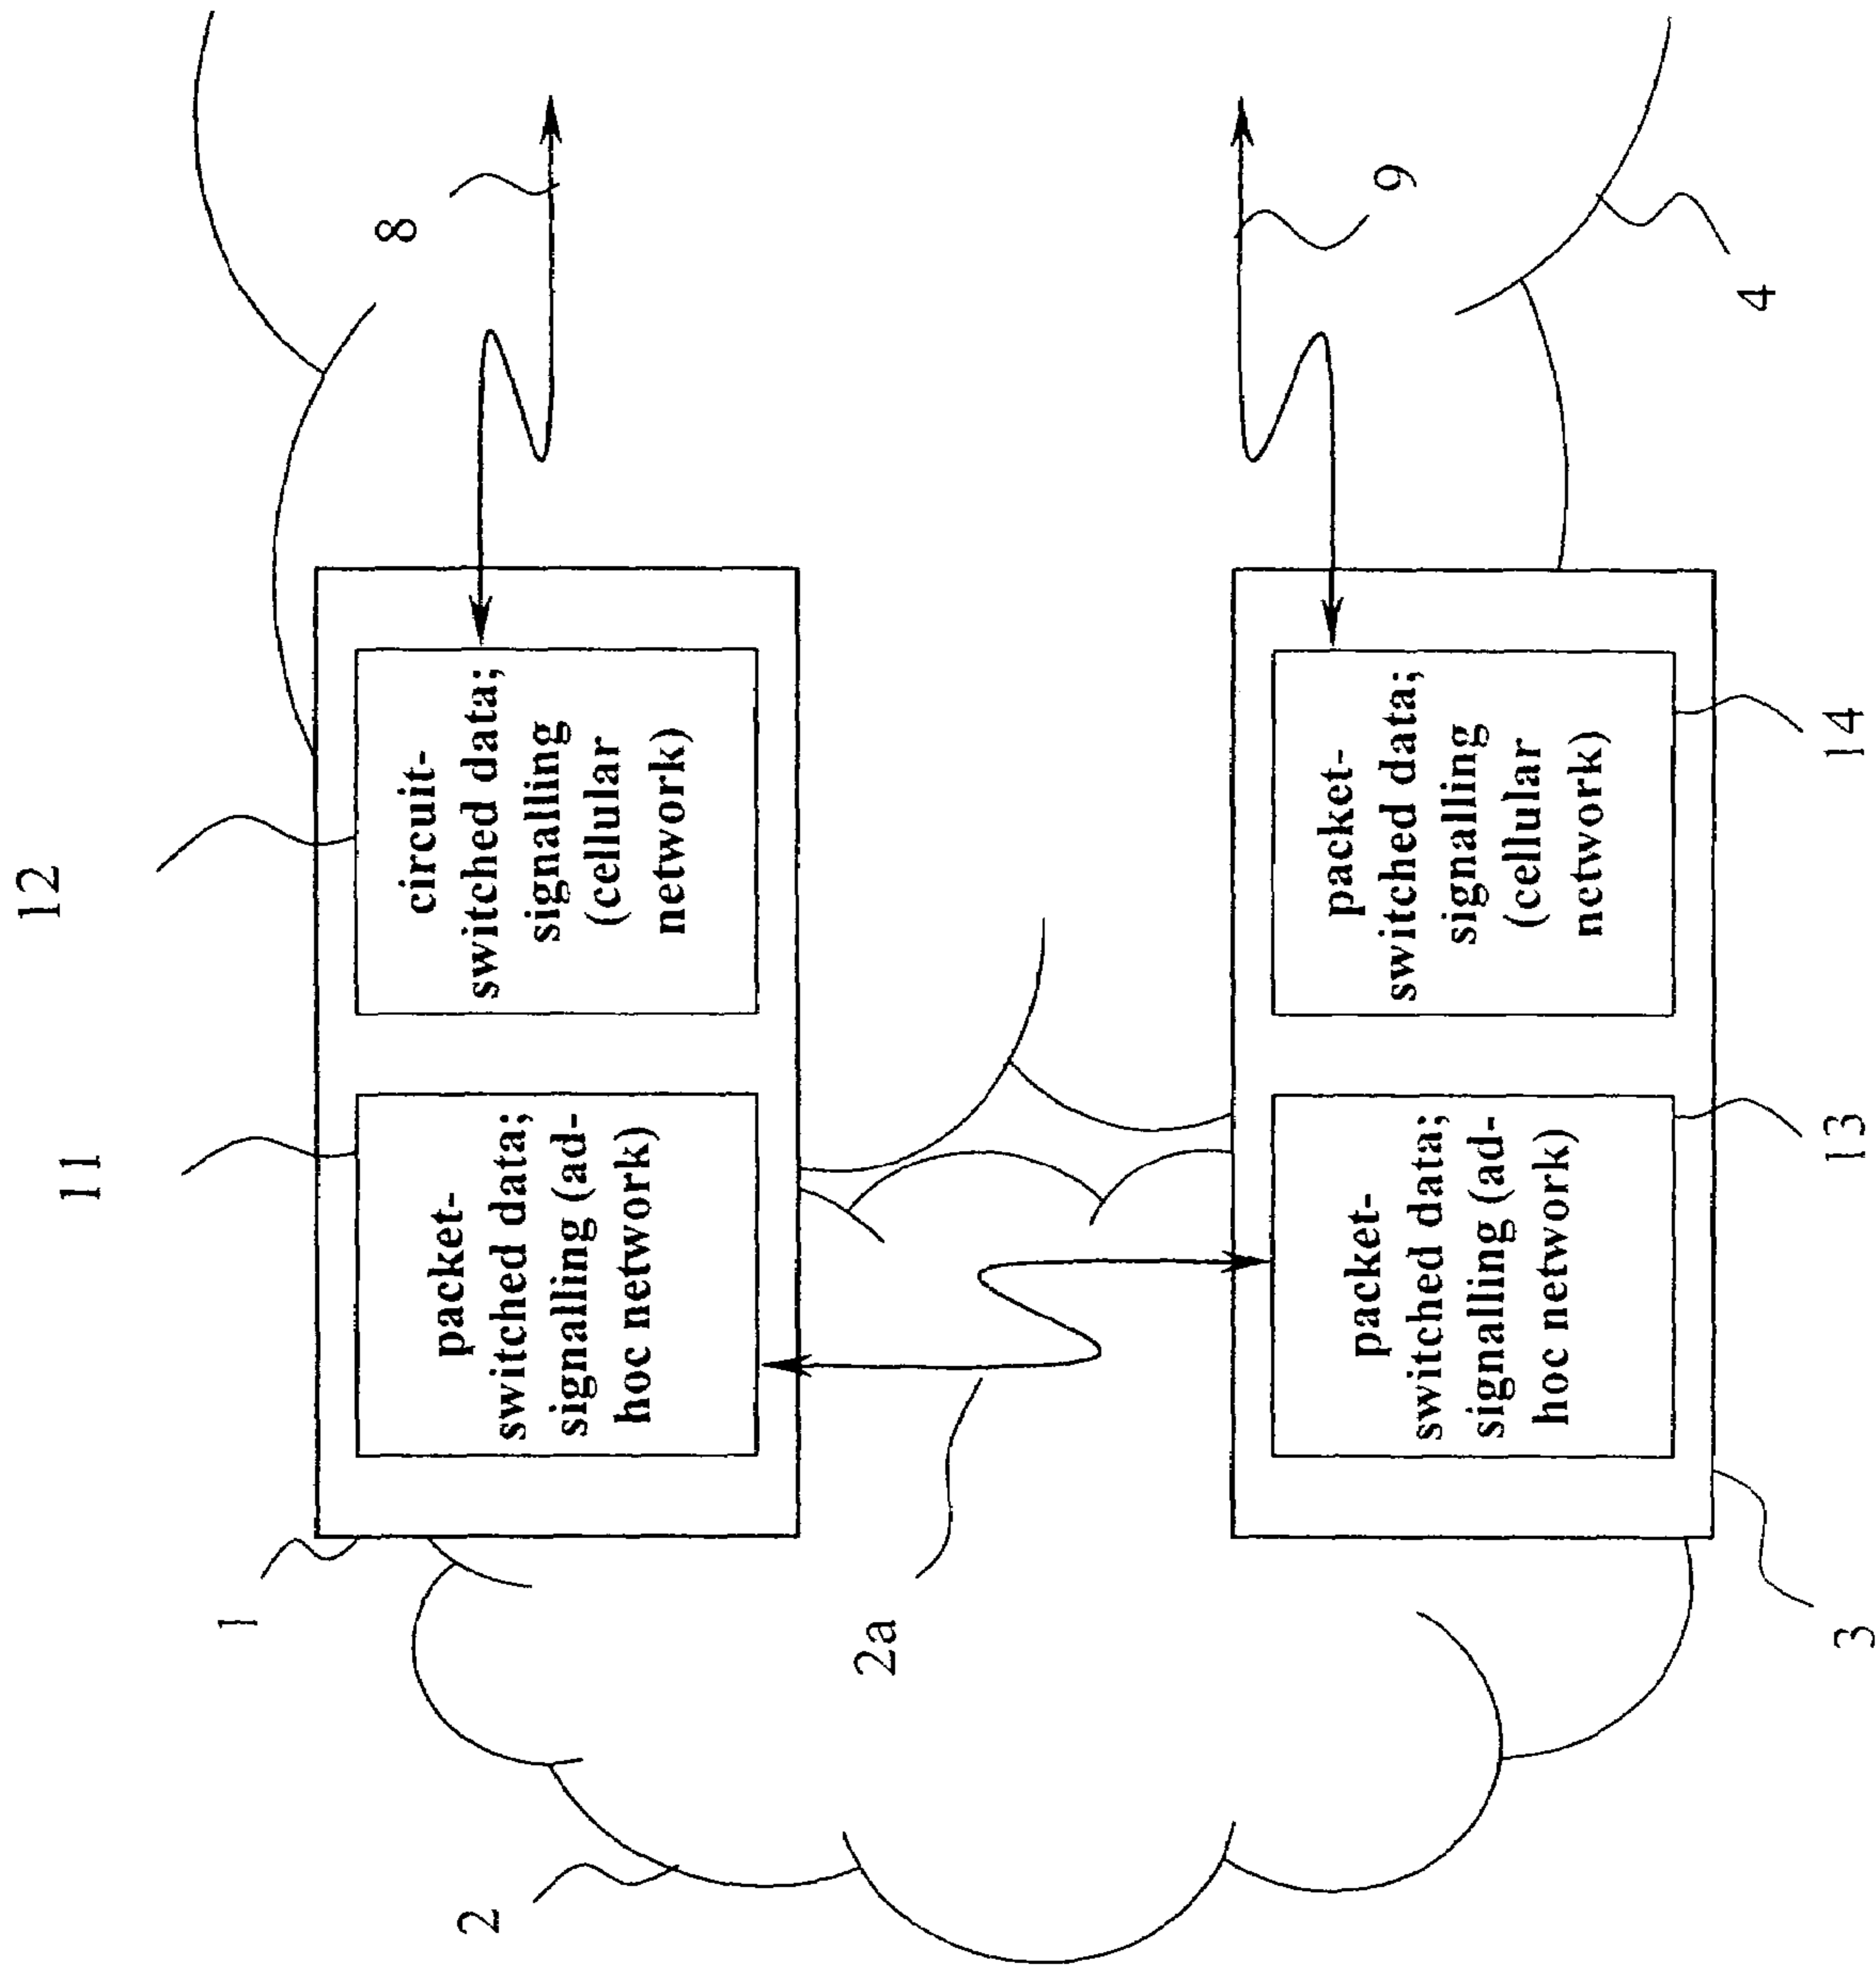 11
12
1
packet-
switched data;
signalling (ad-
hoc network)
circuit-
switched data;
signalling
(cellular
network)
8
2
2a
9
packet-
switched data;
signalling (ad-
hoc network)
packet-
switched data;
signalling
(cellular
network)
4
3
13
14